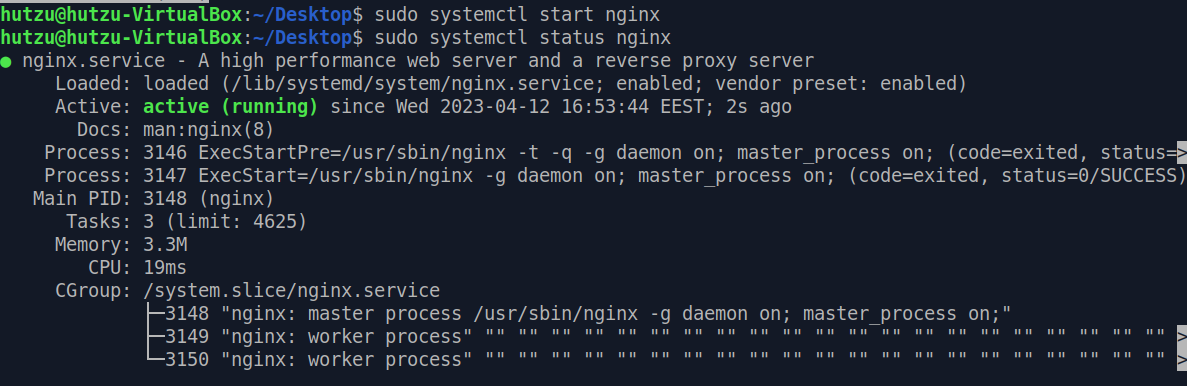 hutzu@hutzu-VirtualBox:~/Desktop$ sudo systemctl start nginx
hutzu@hutzu-VirtualBox:~/Desktop$ sudo systemctl status nginx
● nginx.service - A high performance web server and a reverse proxy server
     Loaded: loaded (/lib/systemd/system/nginx.service; enabled; vendor preset: enabled)
     Active: active (running) since Wed 2023-04-12 16:53:44 EEST; 2s ago
       Docs: man:nginx(8)
    Process: 3146 ExecStartPre=/usr/sbin/nginx -t -q -g daemon on; master_process on; (code=exited, status=>
    Process: 3147 ExecStart=/usr/sbin/nginx -g daemon on; master_process on; (code=exited, status=0/SUCCESS)
   Main PID: 3148 (nginx)
      Tasks: 3 (limit: 4625)
     Memory: 3.3M
        CPU: 19ms
     CGroup: /system.slice/nginx.service
             ├─3148 "nginx: master process /usr/sbin/nginx -g daemon on; master_process on;"
             ├─3149 "nginx: worker process" "" "" "" "" "" "" "" "" "" "" "" "" "" "" "" "" "" "" "" "" "" >
             └─3150 "nginx: worker process" "" "" "" "" "" "" "" "" "" "" "" "" "" "" "" "" "" "" "" "" "" >